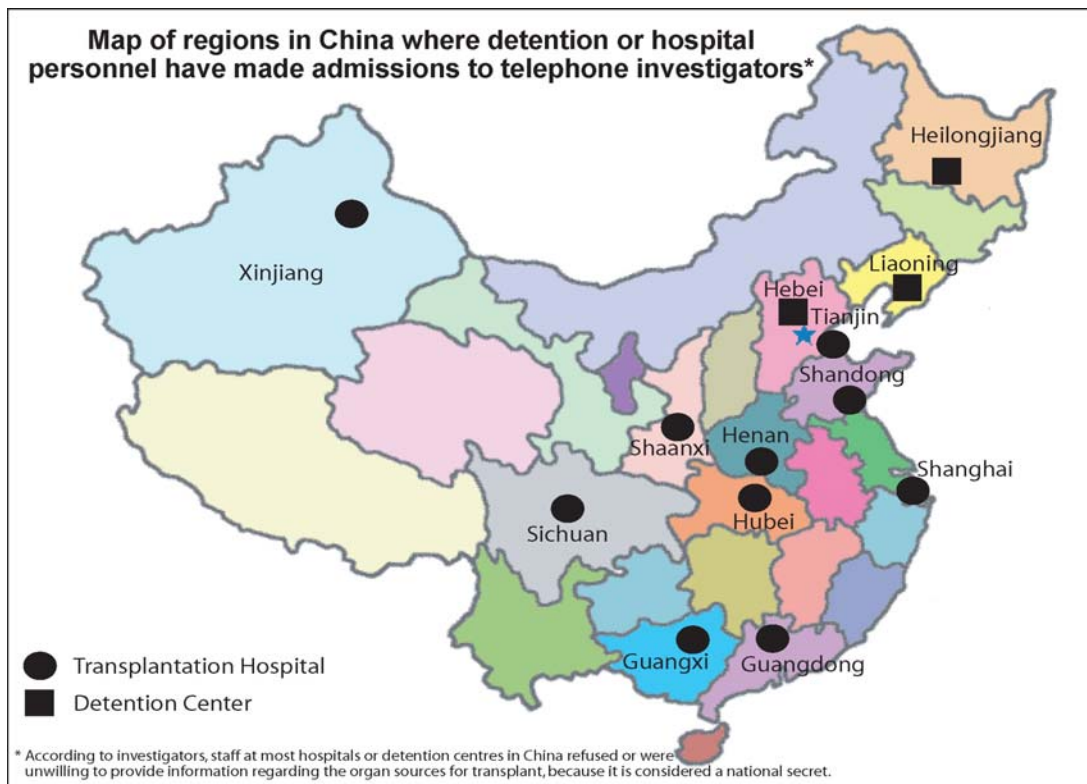 Map of regions in China where detention or hospital
personnel have made admissions to telephone investigators*
Heilongjiang
Xinjiang
Liaoning
Hebei
Tianjin
Shandong
Shaanxi
Henan
Shanghai
Hubei
Sichuan
Guangxi
Guangdong
Transplantation Hospital
Detention Center
* According to investigators, staff at most hospitals or detention centres in China refused or were
unwilling to provide information regarding the organ sources for transplant, because it is considered a national secret.